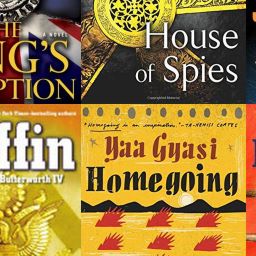 THE
NG'S
A NOVEL
PTION
House
of Spies
New York Times-bestselling authors
ffin
Butterworth IV
"Homegoing is an inspiration." —TA-NEHISI COATES
Yaa Gyasi
Homegoing